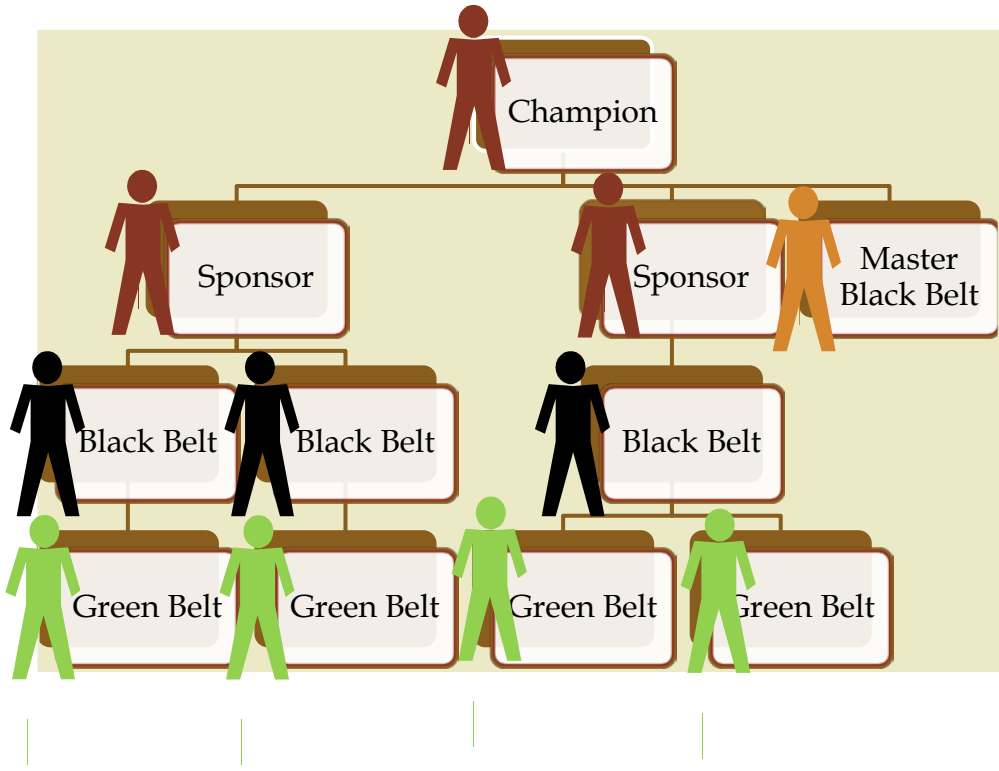 Champion
Sponsor
Sponsor
Master
Black Belt
Black Belt
Black Belt
Black Belt
Green Belt
Green Belt
Green Belt
Green Belt